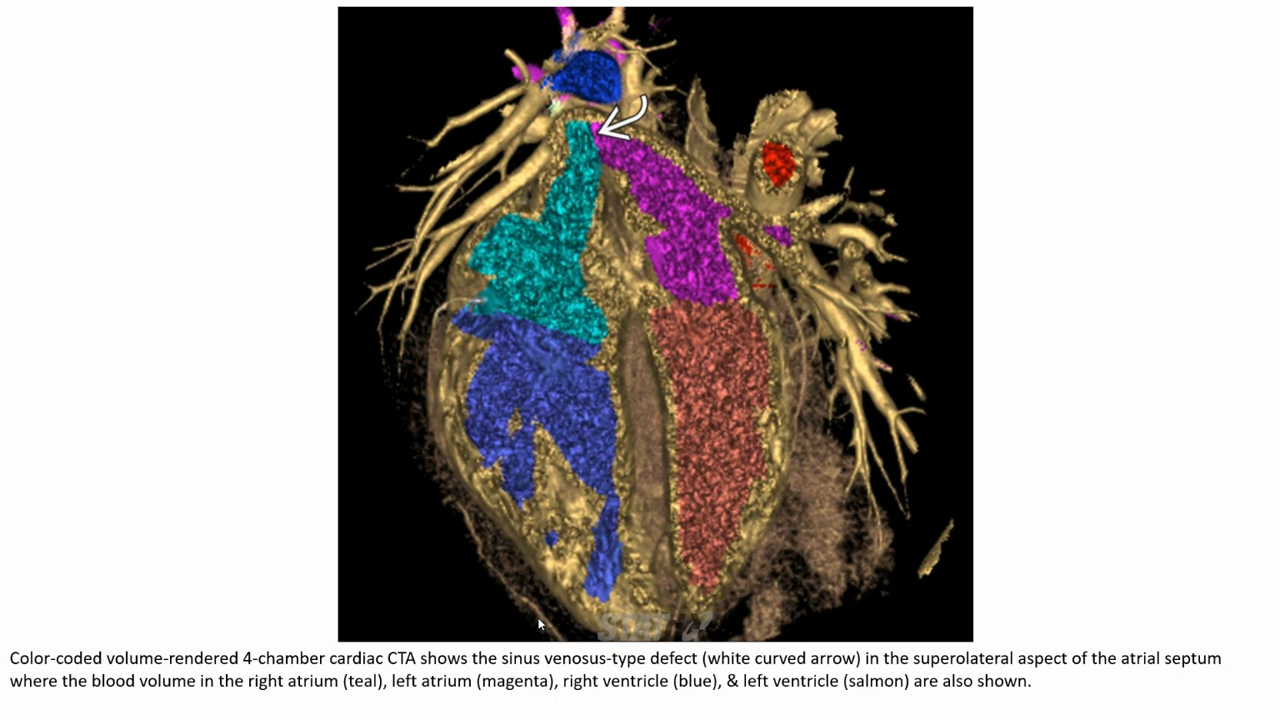 Color-coded volume-rendered 4-chamber cardiac CTA shows the sinus venosus-type defect (white curved arrow) in the superolateral aspect of the atrial septum
where the blood volume in the right atrium (teal), left atrium (magenta), right ventricle (blue), & left ventricle (salmon) are also shown.